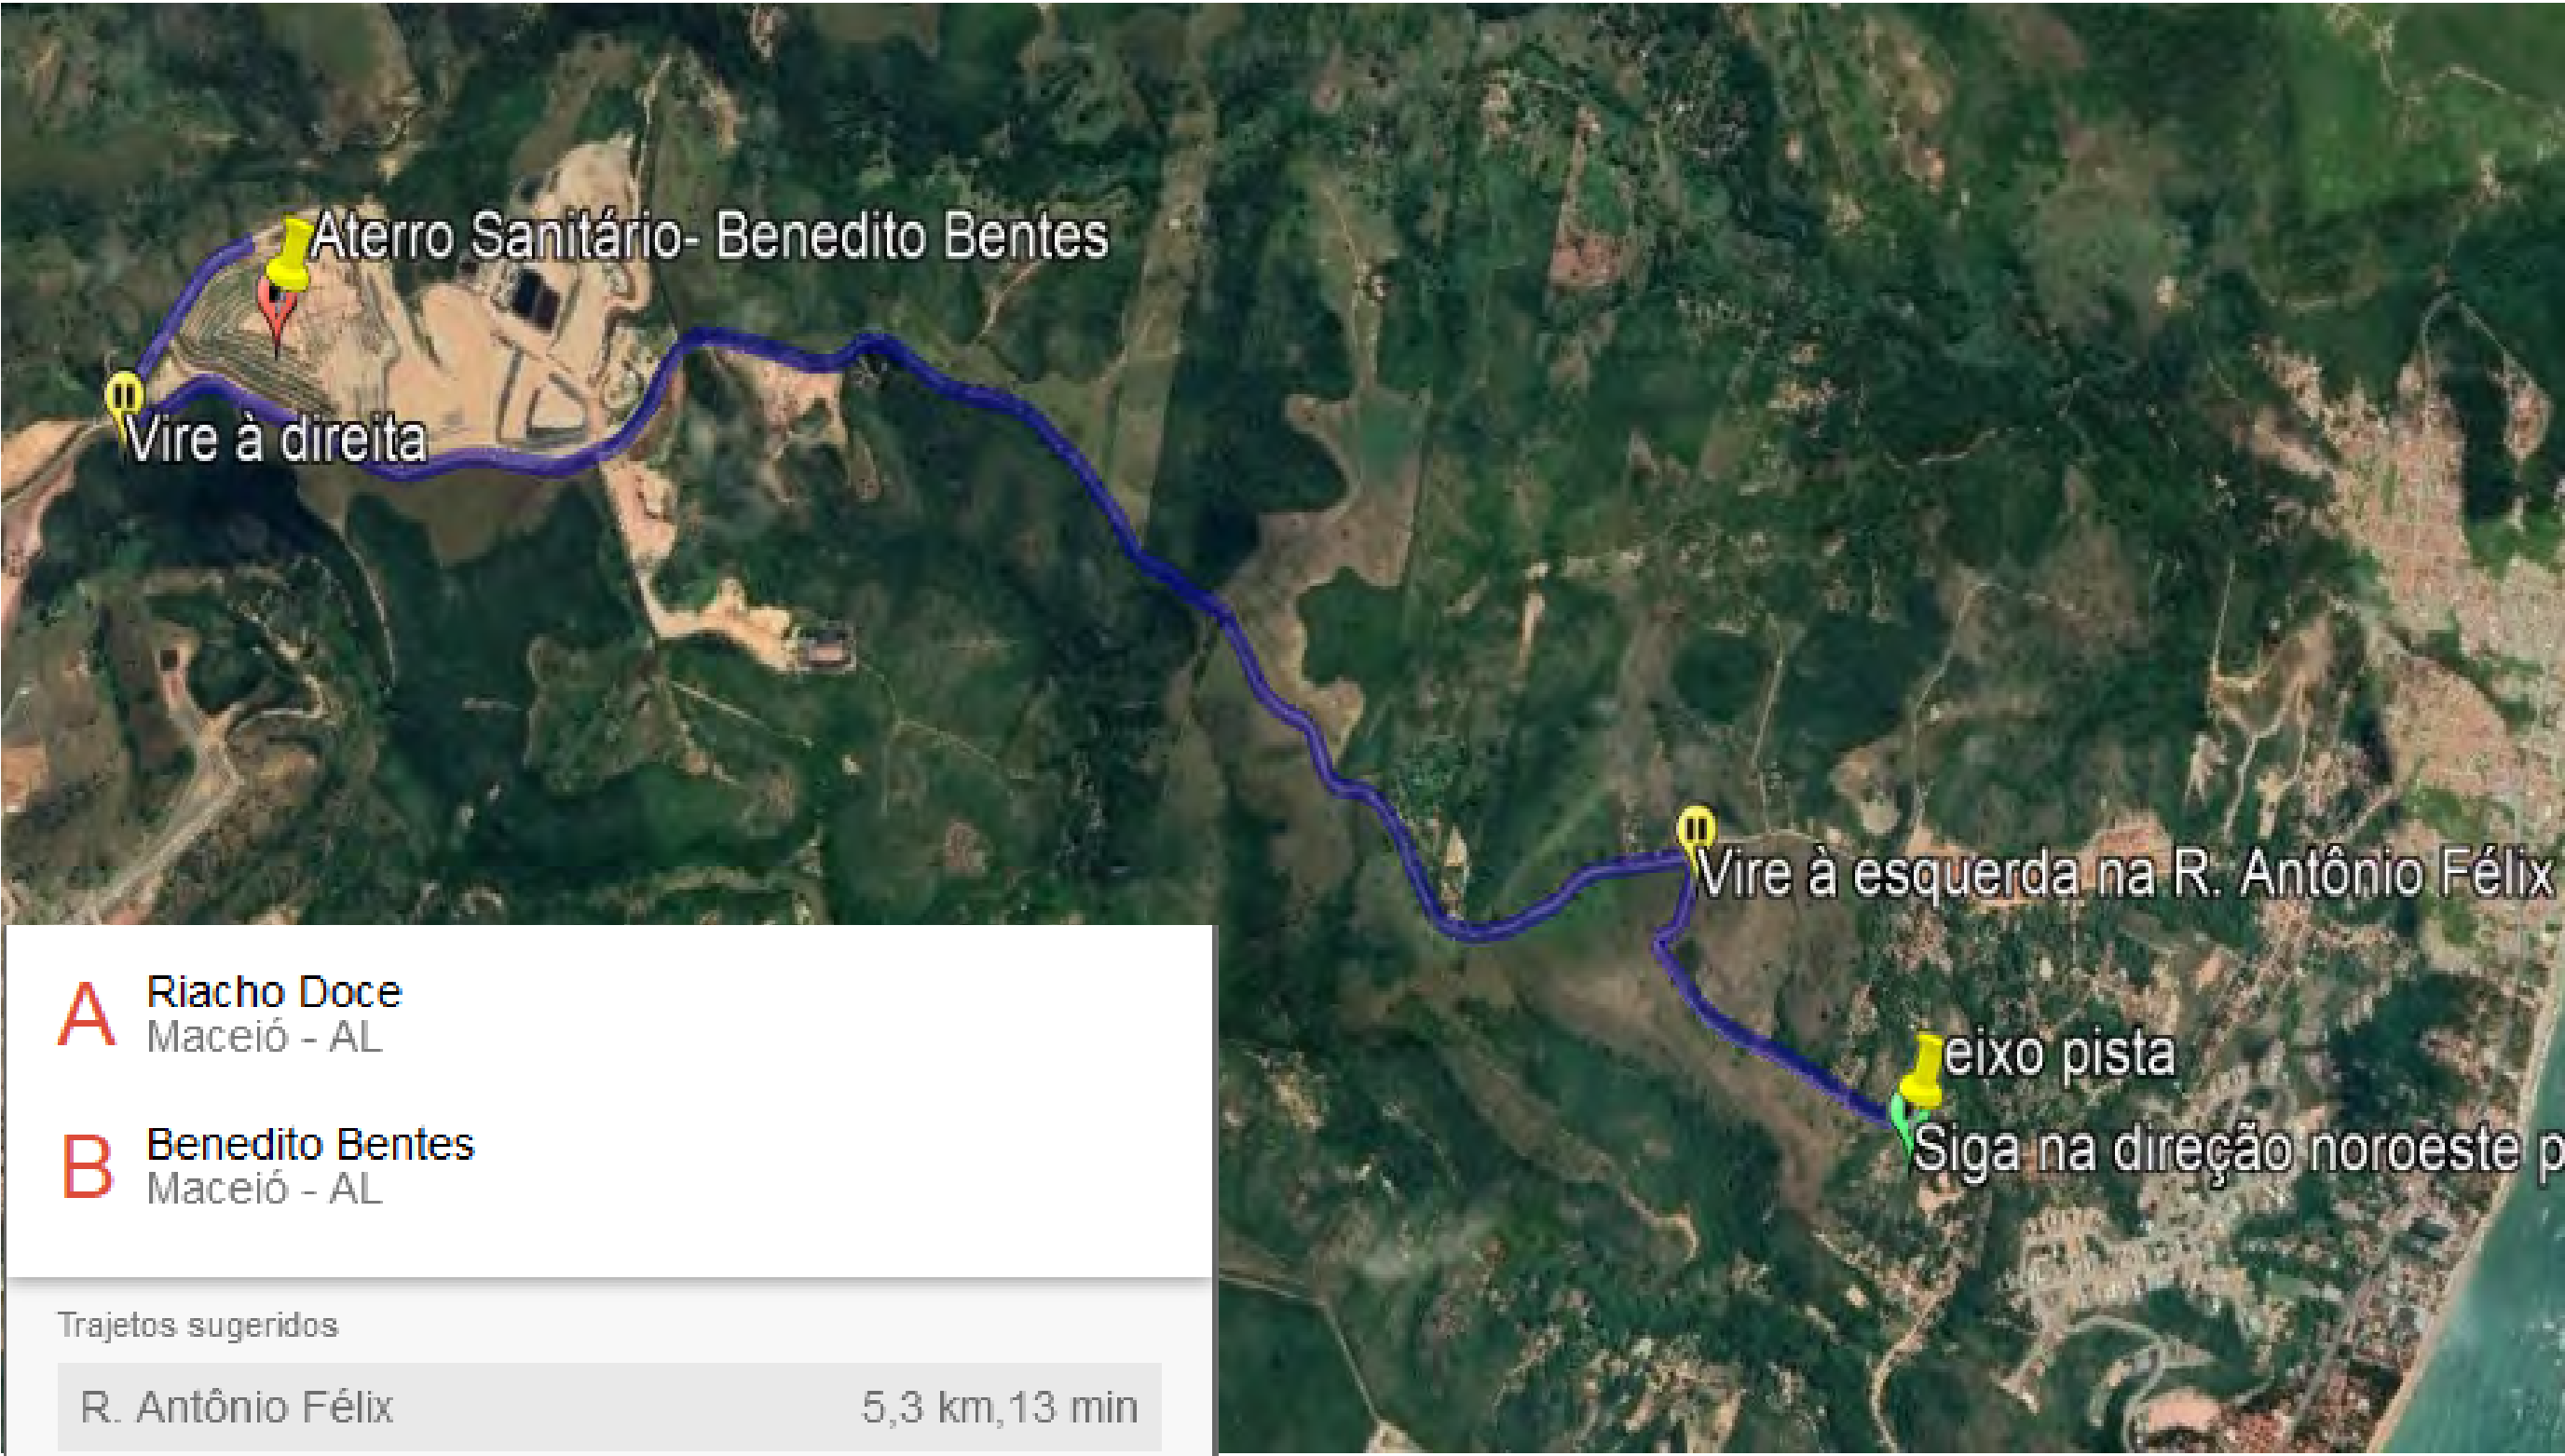 Aterro Sanitário- Benedito Bentes
Vire à direita
Vire à esquerda na R. Antônio Félix
eixo pista
Siga na direção noroeste p
A
Riacho Doce
Maceió - AL
B
Benedito Bentes
Maceió - AL
Trajetos sugeridos
R. Antônio Félix 5,3 km,13 min